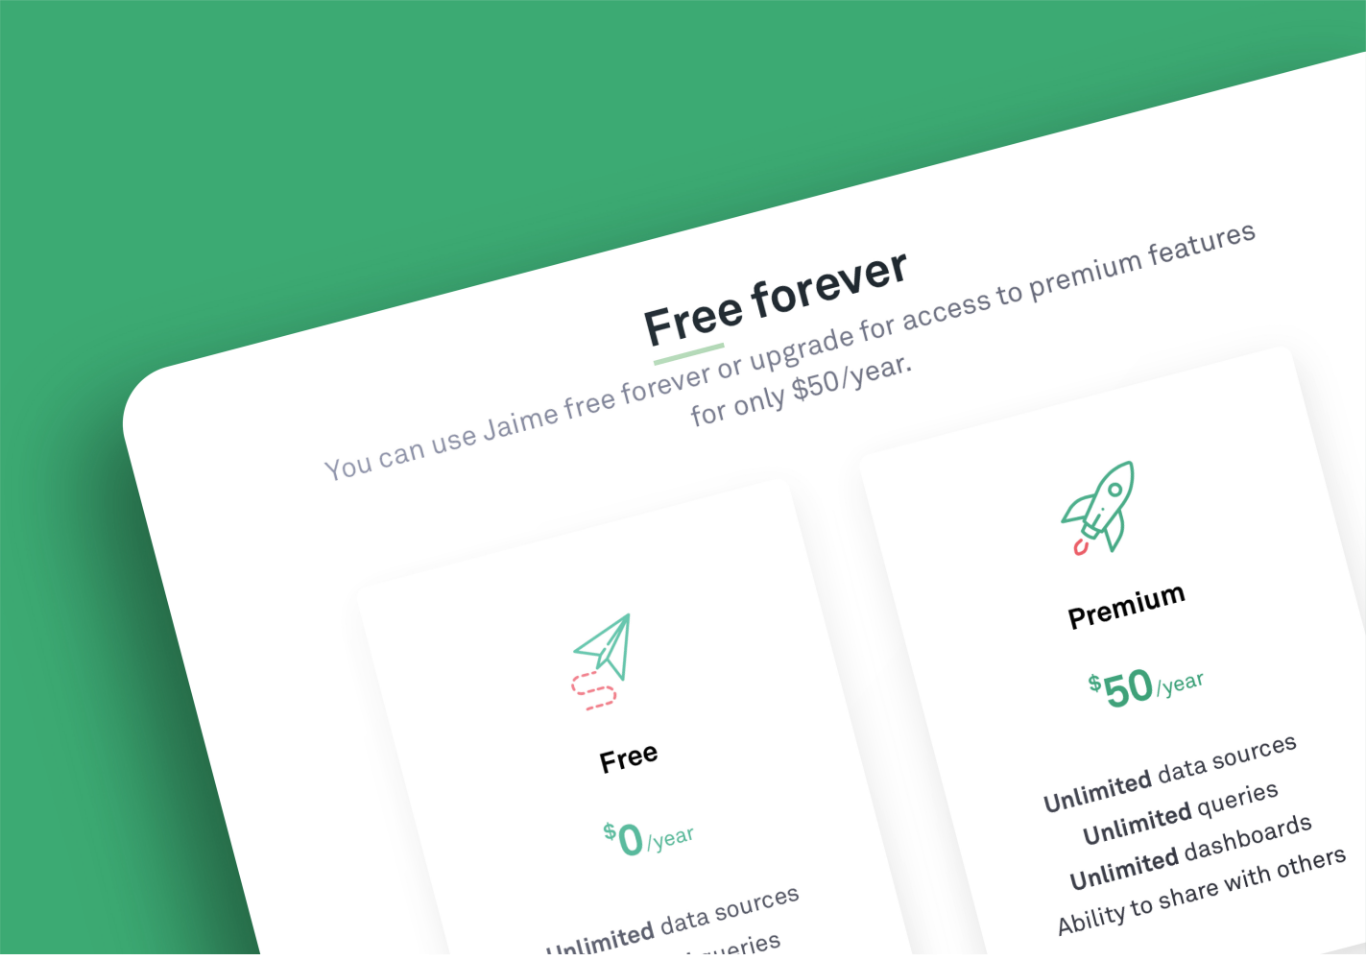 Free forever
You can use Jaime free forever or upgrade for access to premium features
for only $50/year.
Free
$0/year
Unlimited data sources
queries
Premium
$50/year
Unlimited data sources
Unlimited queries
Unlimited dashboards
Ability to share with others